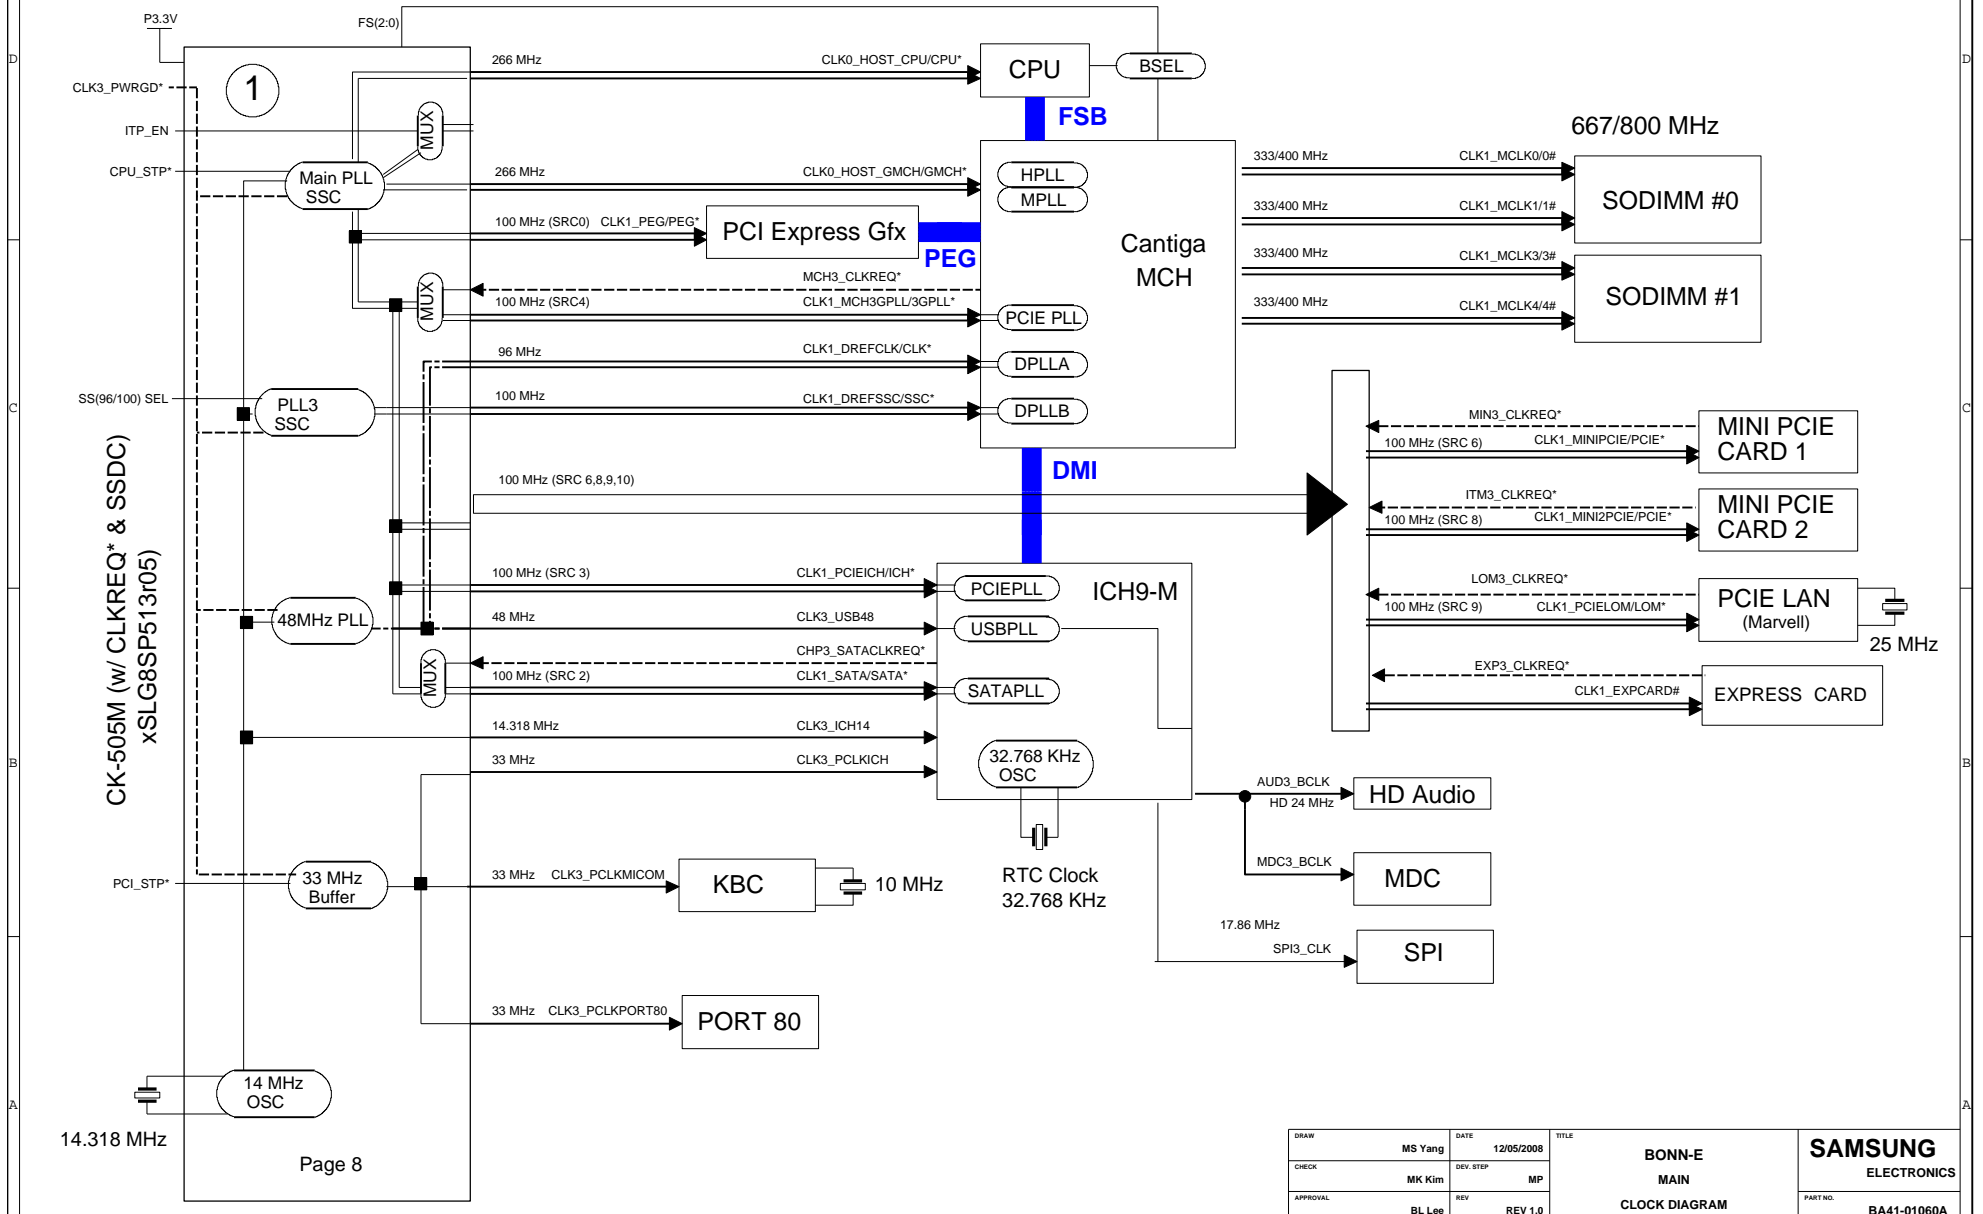 P3.3V
FS(2:0)
D
D
266 MHz
CLK0_HOST_CPU/CPU*
CPU
BSEL
CLK3_PWRGD*
1
FSB
ITP_EN
MUX
667/800 MHz
CPU_STP*
Main PLL
SSC
266 MHz
CLK0_HOST_GMCH/GMCH*
HPLL
MPLL
333/400 MHz
CLK1_MCLK0/0#
SODIMM #0
333/400 MHz
CLK1_MCLK1/1#
100 MHz (SRC0)
CLK1_PEG/PEG*
PCI Express Gfx
PEG
Cantiga
MCH
333/400 MHz
CLK1_MCLK3/3#
SODIMM #1
333/400 MHz
CLK1_MCLK4/4#
MCH3_CLKREQ*
MUX
100 MHz (SRC4)
CLK1_MCH3GPLL/3GPLL*
PCIE PLL
96 MHz
CLK1_DREFCLK/CLK*
DPLLA
SS(96/100) SEL
PLL3
SSC
100 MHz
CLK1_DREFSSC/SSC*
DPLLB
C
C
MIN3_CLKREQ*
100 MHz (SRC 6)
CLK1_MINIPCIE/PCIE*
MINI PCIE
CARD 1
DMI
100 MHz (SRC 6,8,9,10)
ITM3_CLKREQ*
100 MHz (SRC 8)
CLK1_MINI2PCIE/PCIE*
MINI PCIE
CARD 2
CK-505M (w/ CLKREQ* & SSDC)
xSLG8SP513r05)
100 MHz (SRC 3)
CLK1_PCIEICH/ICH*
PCIEPLL
ICH9-M
LOM3_CLKREQ*
100 MHz (SRC 9)
CLK1_PCIELOM/LOM*
PCIE LAN
(Marvell)
25 MHz
48MHz PLL
48 MHz
CLK3_USB48
USBPLL
CHP3_SATACLKREQ*
MUX
100 MHz (SRC 2)
CLK1_SATA/SATA*
SATAPLL
EXP3_CLKREQ*
CLK1_EXPCARD#
EXPRESS CARD
14.318 MHz
CLK3_ICH14
33 MHz
CLK3_PCLKICH
32.768 KHz
OSC
B
B
AUD3_BCLK
HD 24 MHz
HD Audio
RTC Clock
32.768 KHz
MDC3_BCLK
MDC
PCI_STP*
33 MHz
Buffer
33 MHz
CLK3_PCLKMICOM
KBC
10 MHz
17.86 MHz
SPI3_CLK
SPI
33 MHz
CLK3_PCLKPORT80
PORT 80
14 MHz
OSC
14.318 MHz
A
A
Page 8
DRAW
MS Yang
DATE
12/05/2008
TITLE
BONN-E
MAIN
CLOCK DIAGRAM
SAMSUNG
ELECTRONICS
CHECK
MK Kim
DEV. STEP
MP
APPROVAL
BL Lee
REV
REV 1.0
PART NO.
BA41-01060A